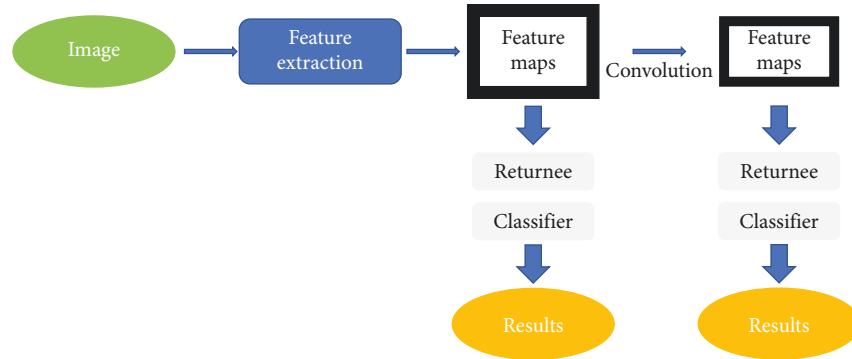 Image
Feature
extraction
Feature
maps
Convolution
Feature
maps
Returnee
Classifier
Results
Returnee
Classifier
Results